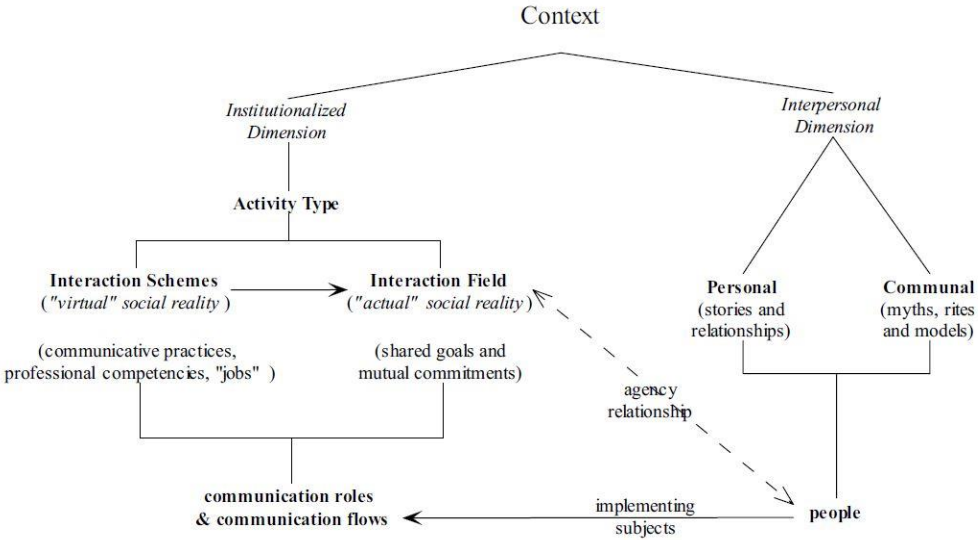 Context
Institutionalized
Dimension
Interpersonal
Dimension
Activity Type
Interaction Schemes
("virtual" social reality)
Interaction Field
("actual" social reality)
Personal
(stories and
relationships)
Communal
(myths, rites
and models)
(communicative practices,
professional competencies, "jobs" )
(shared goals and
mutual commitments)
agency
relationship
communication roles
& communication flows
implementing
subjects
people